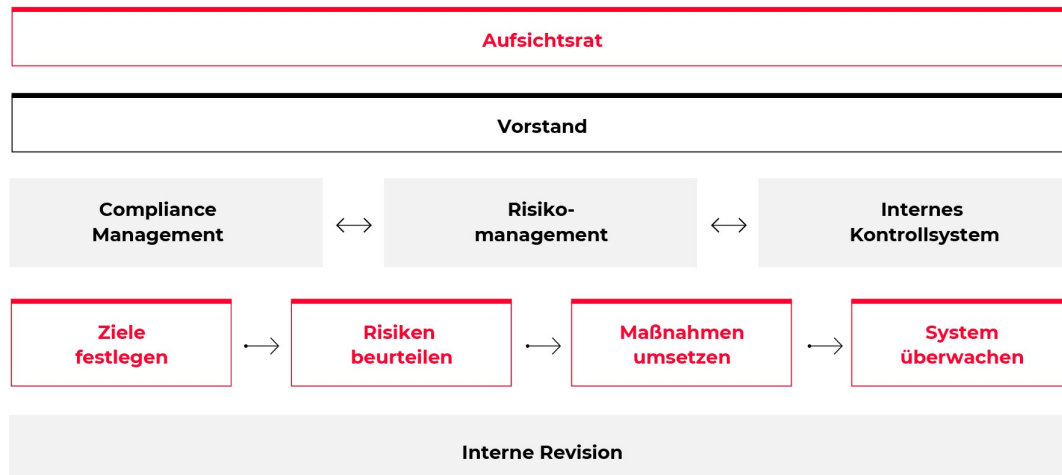 Aufsichtsrat
Vorstand
Compliance
Management
Risiko-
management
Internes
Kontrollsystem
Ziele
festlegen
Risiken
beurteilen
Maßnahmen
umsetzen
System
überwachen
Interne Revision